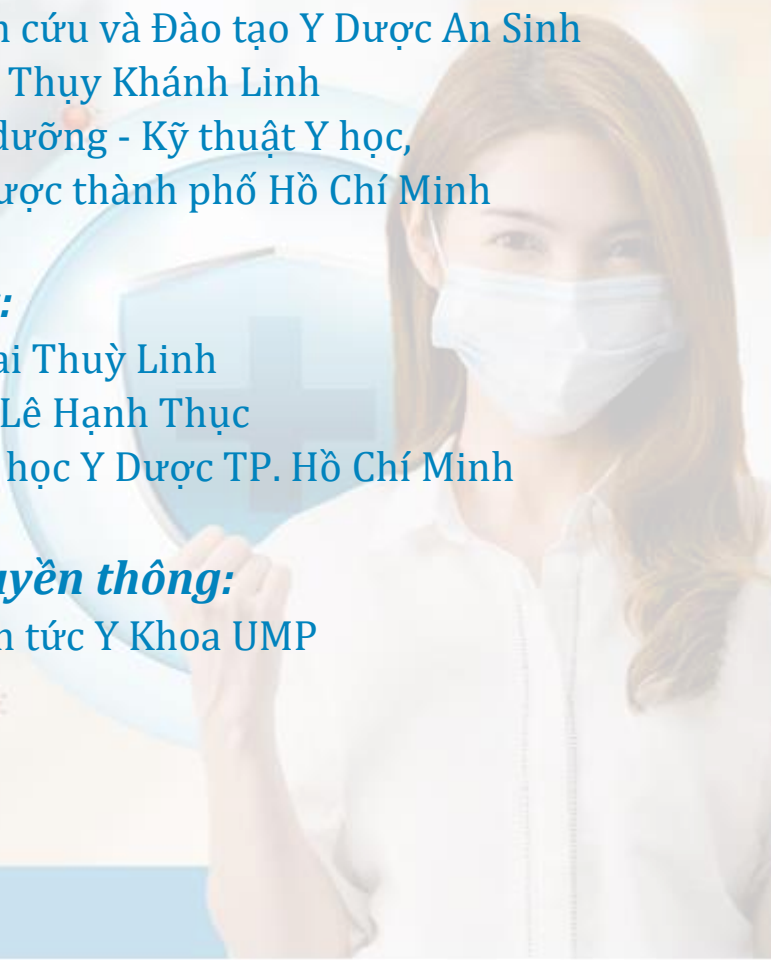 n cứu và Đào tạo Y Dược An Sinh
Thụy Khánh Linh
dưỡng - Kỹ thuật Y học,
ược thành phố Hồ Chí Minh
:
ai Thuỳ Linh
Lê Hạnh Thục
học Y Dược TP. Hồ Chí Minh
uyền thông:
n tức Y Khoa UMP